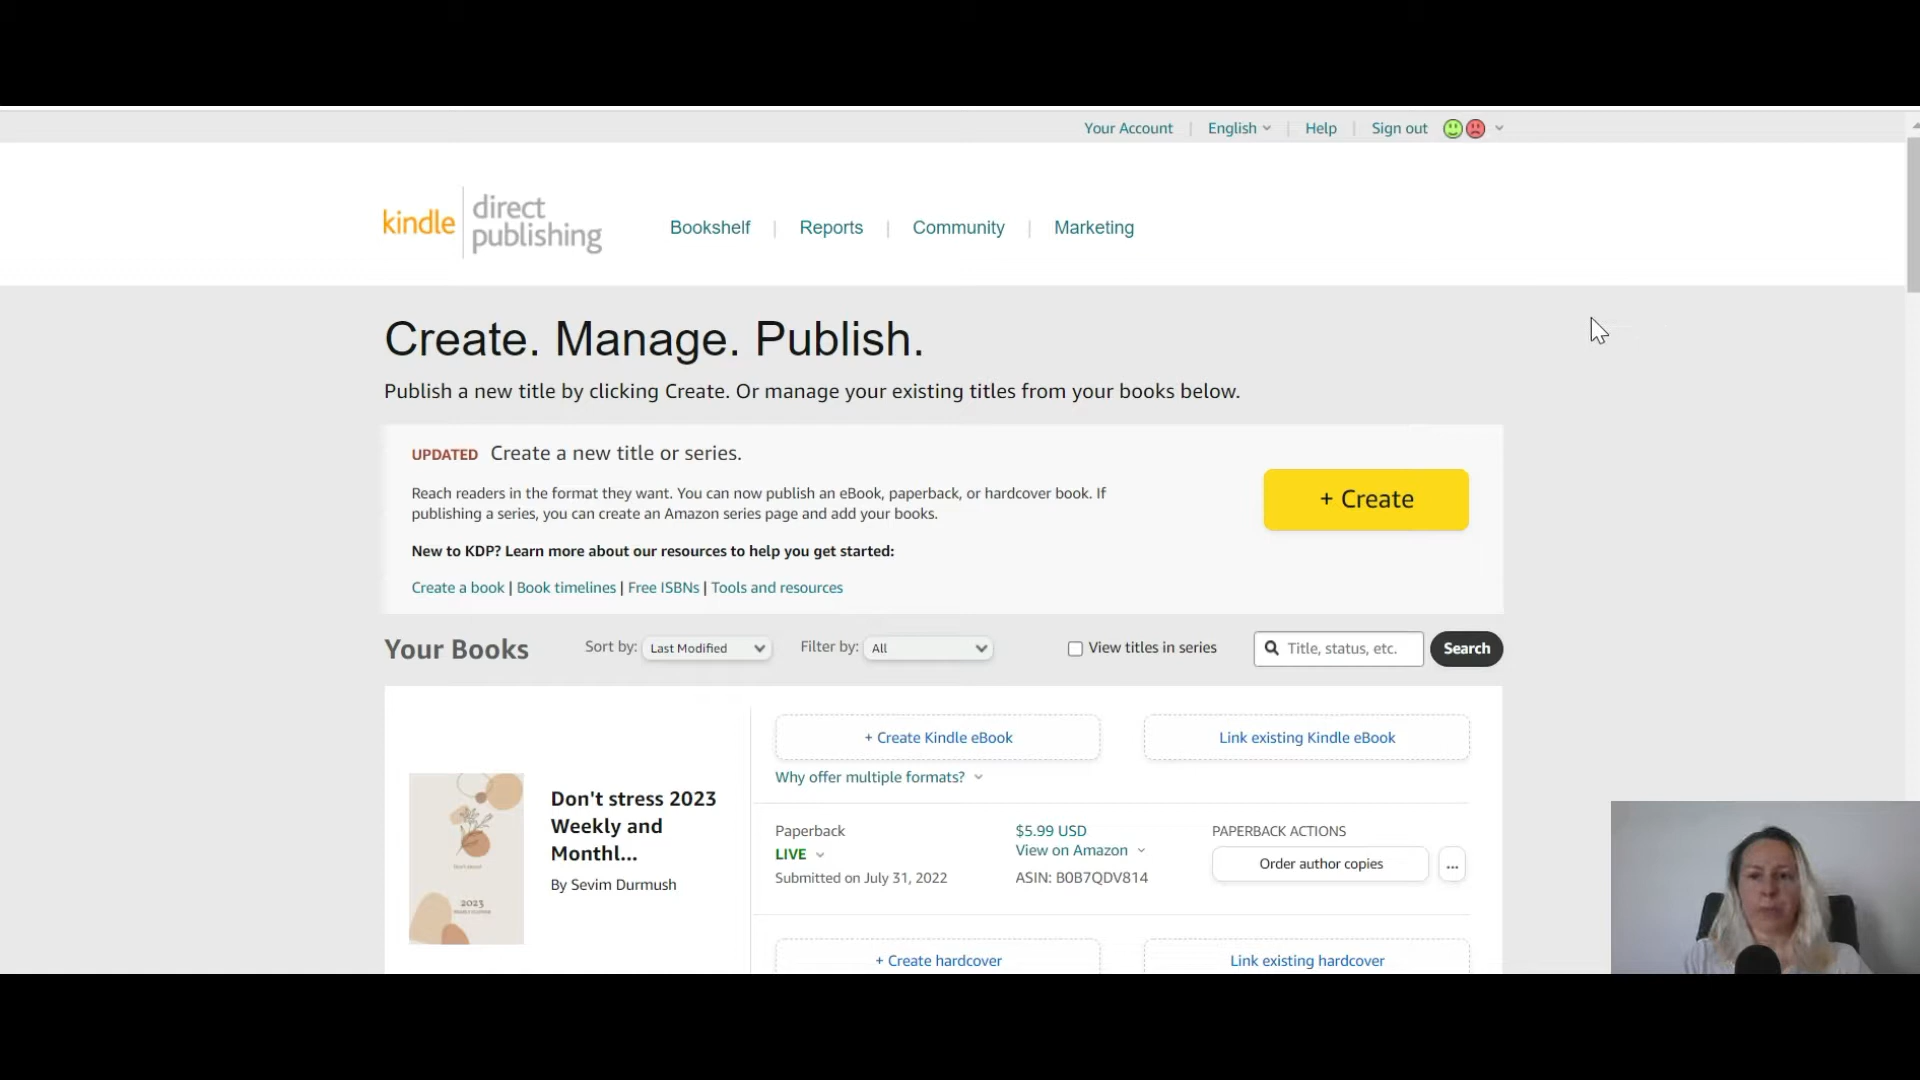 Your Account | English | Help | Sign out
kindle direct publishing
Bookshelf | Reports | Community | Marketing
Create. Manage. Publish.
Publish a new title by clicking Create. Or manage your existing titles from your books below.
UPDATED Create a new title or series.
Reach readers in the format they want. You can now publish an eBook, paperback, or hardcover book. If
publishing a series, you can create an Amazon series page and add your books.
+ Create
New to KDP? Learn more about our resources to help you get started:
Create a book | Book timelines | Free ISBNs | Tools and resources
Your Books Sort by: Last Modified Filter by: All View titles in series Title, status, etc. Search
+ Create Kindle eBook Link existing Kindle eBook
Why offer multiple formats?
Don't stress 2023
Weekly and
Monthl...
By Sevim Durmush
2023
Paperback
LIVE
Submitted on July 31, 2022
$5.99 USD
View on Amazon
ASIN: B0B7QDV814
PAPERBACK ACTIONS
Order author copies ...
+ Create hardcover Link existing hardcover